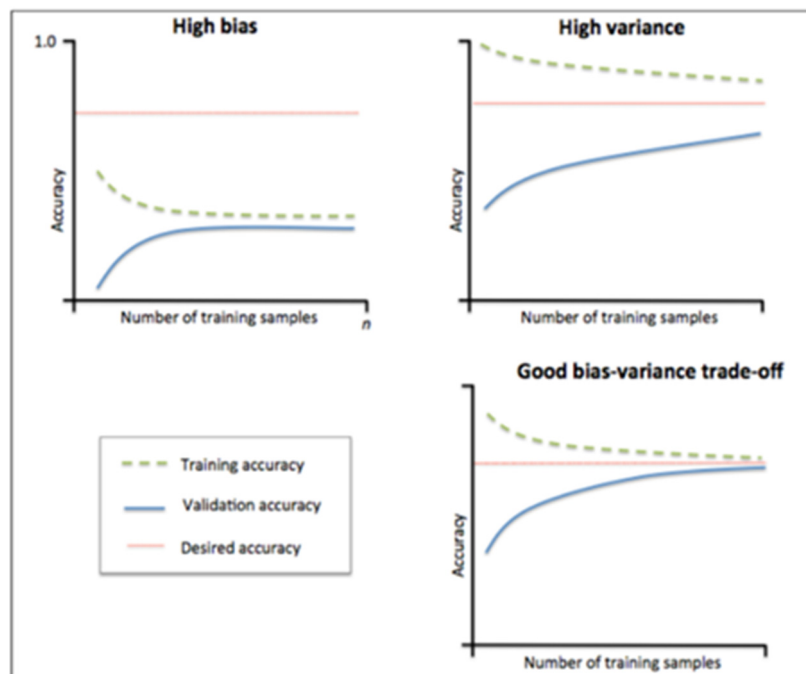 High bias
1.0
Accuracy
Number of training samples
n
High variance
Accuracy
Number of training samples
Good bias-variance trade-off
Accuracy
Number of training samples
Training accuracy
Validation accuracy
Desired accuracy